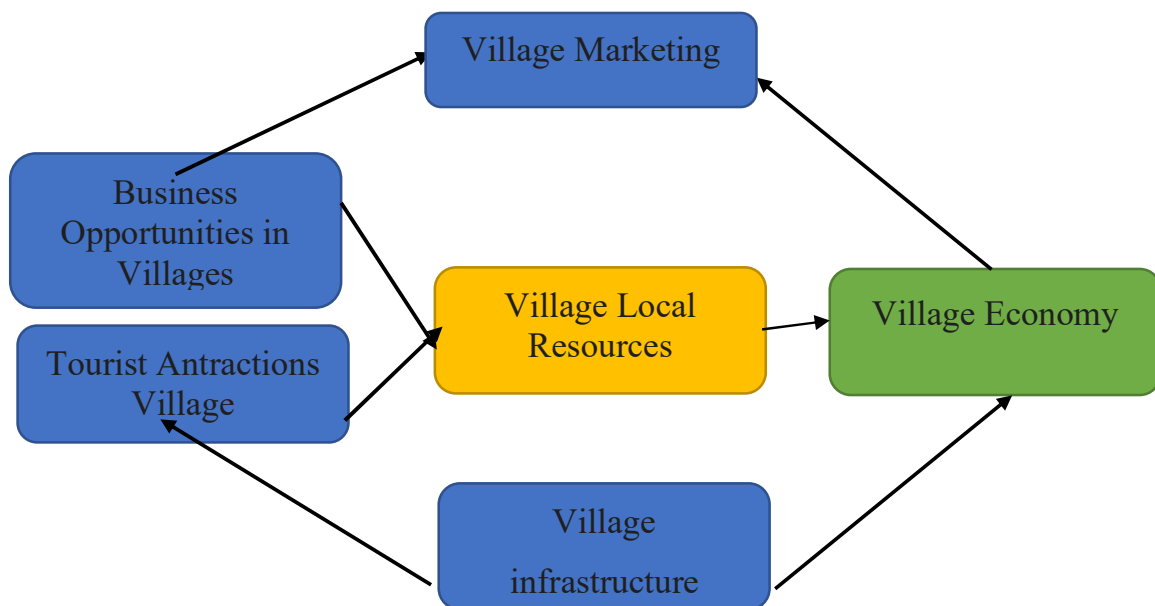 Village Marketing
Business
Opportunities in
Villages
Tourist Antractions
Village
Village Local
Resources
Village Economy
Village
infrastructure